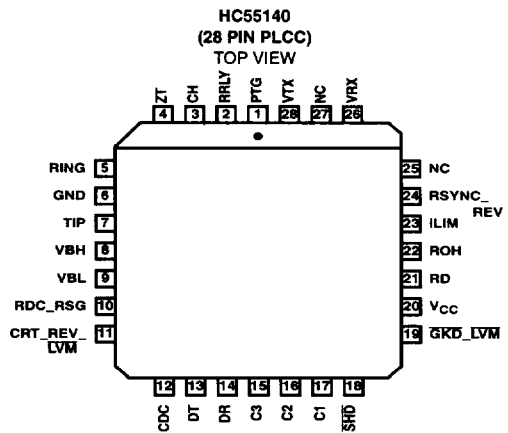 HC55140
(28 PIN PLCC)
TOP VIEW
ZT CH RRLY PTG VTX NC VRX
4 3 2 1 28 27 26
RING 5
GND 6
TIP 7
VBH 8
VBL 9
RDC_RSG 10
CRT_REV_ 11
LVM
25 NC
24 RSYNC_
REV
23 ILIM
22 ROH
21 RD
20 VCC
19 GKD_LVM
12 13 14 15 16 17 18
CDC DT DR C3 C2 C1 SHD